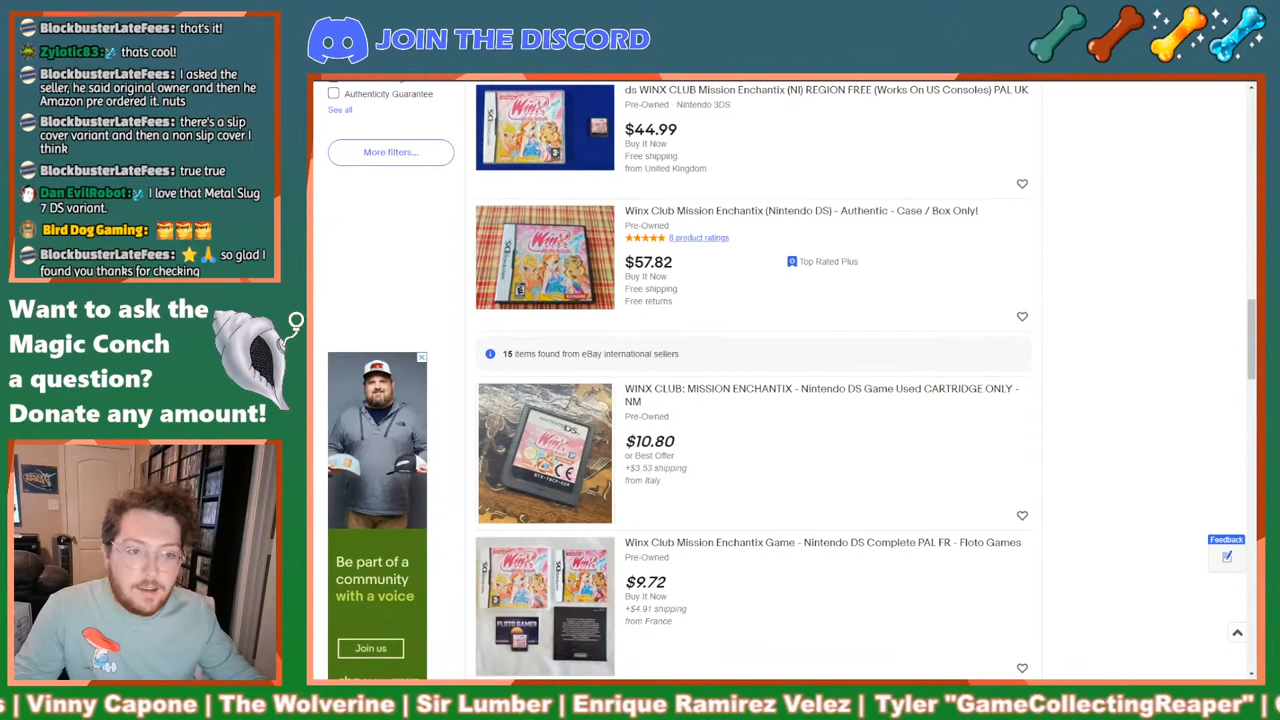 BlockbusterLateFees: that's it!
Zylotic83: thats cool!
BlockbusterLateFees: I asked the
seller, he said original owner and then he
Amazon pre ordered it. nuts
BlockbusterLateFees: there's a slip
cover variant and then a non slip cover I
think
BlockbusterLateFees: true true
Dan EvilRobot: I love that Metal Slug
7 DS variant.
Bird Dog Gaming:
BlockbusterLateFees: so glad I
found you thanks for checking
Want to ask the
Magic Conch
a question?
Donate any amount!
JOIN THE DISCORD
Authenticity Guarantee
See all
More filters...
Be part of a
community
with a voice
Join us
ds WINX CLUB Mission Enchantix (NI) REGION FREE (Works On US Consoles) PAL UK
Pre-Owned · Nintendo 3DS
$44.99
Buy It Now
Free shipping
from United Kingdom
Winx Club Mission Enchantix (Nintendo DS) - Authentic - Case / Box Only!
Pre-Owned
8 product ratings
$57.82
Top Rated Plus
Buy It Now
Free shipping
Free returns
15 items found from eBay international sellers
WINX CLUB: MISSION ENCHANTIX - Nintendo DS Game Used CARTRIDGE ONLY -
NM
Pre-Owned
$10.80
or Best Offer
+$3.53 shipping
from Italy
Winx Club Mission Enchantix Game - Nintendo DS Complete PAL FR - Floto Games
Pre-Owned
$9.72
Buy It Now
+$4.91 shipping
from France
FLOTO GAMES
Feedback
s | Vinny Capone | The Wolverine | Sir Lumber | Enrique Ramirez Velez | Tyler "GameCollectingReaper" |